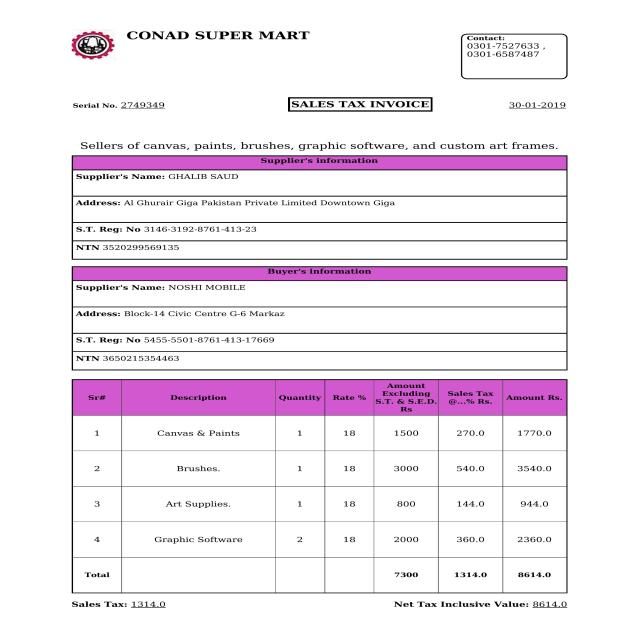 CONAD SUPER MART
Contact:
0301-7527633 ,
0301-6587487
Serial No. 2749349
SALES TAX INVOICE
30-01-2019
Sellers of canvas, paints, brushes, graphic software, and custom art frames.
Supplier's information
Supplier's Name: GHALIB SAUD
Address: Al Ghurair Giga Pakistan Private Limited Downtown Giga
S.T. Reg: No 3146-3192-8761-413-23
NTN 3520299569135
Buyer's information
Supplier's Name: NOSHI MOBILE
Address: Block-14 Civic Centre G-6 Markaz
S.T. Reg: No 5455-5501-8761-413-17669
NTN 3650215354463
Sr# Description Quantity Rate % Amount Excluding S.T. & S.E.D. Rs Sales Tax @...% Rs. Amount Rs.
1 Canvas & Paints 1 18 1500 270.0 1770.0
2 Brushes. 1 18 3000 540.0 3540.0
3 Art Supplies. 1 18 800 144.0 944.0
4 Graphic Software 2 18 2000 360.0 2360.0
Total 7300 1314.0 8614.0
Sales Tax: 1314.0
Net Tax Inclusive Value: 8614.0